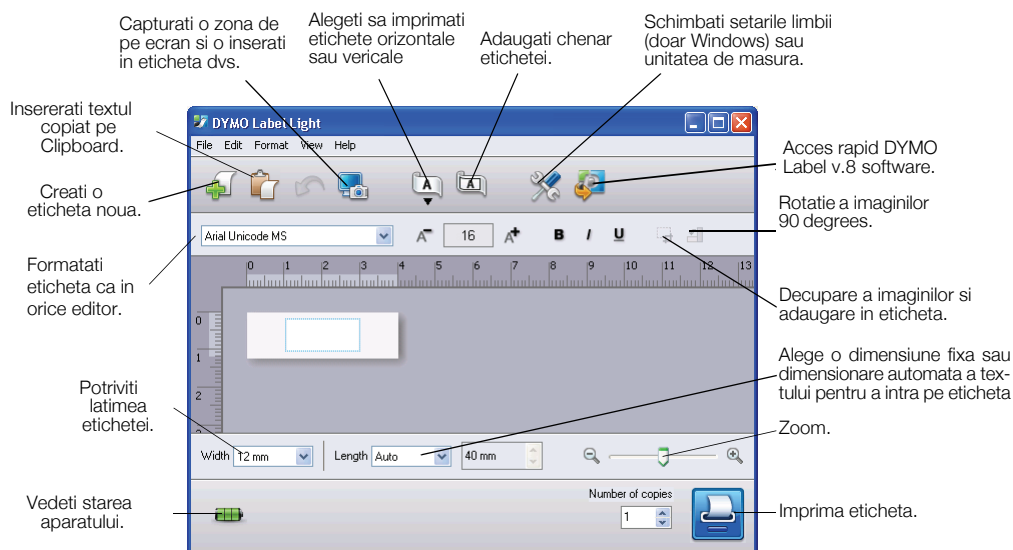 Capturati o zona de
pe ecran si o inserati
in eticheta dvs.
Alegeti sa imprimati
etichete orizontale
sau vericale
Adaugati chenar
etichetei.
Schimbati setarile limbii
(doar Windows) sau
unitatea de masura.
Insererati textul
copiat pe
Clipboard.
Creati o
eticheta noua.
Formatati
eticheta ca in
orice editor.
Potriviti
latimea
etichetei.
Vedeti starea
aparatului.
DYMO Label Light
File Edit Format View Help
A A
Arial Unicode MS A 16 A B I U
0 1 2 3 4 5 6 7 8 9 10 11 12 13
0
1
2
3
Width 12 mm Length Auto 40 mm
Number of copies
1
Acces rapid DYMO
Label v.8 software.
Rotatie a imaginilor
90 degrees.
Decupare a imaginilor si
adaugare in eticheta.
Alege o dimensiune fixa sau
dimensionare automata a tex-
tului pentru a intra pe eticheta
Zoom.
Imprima eticheta.